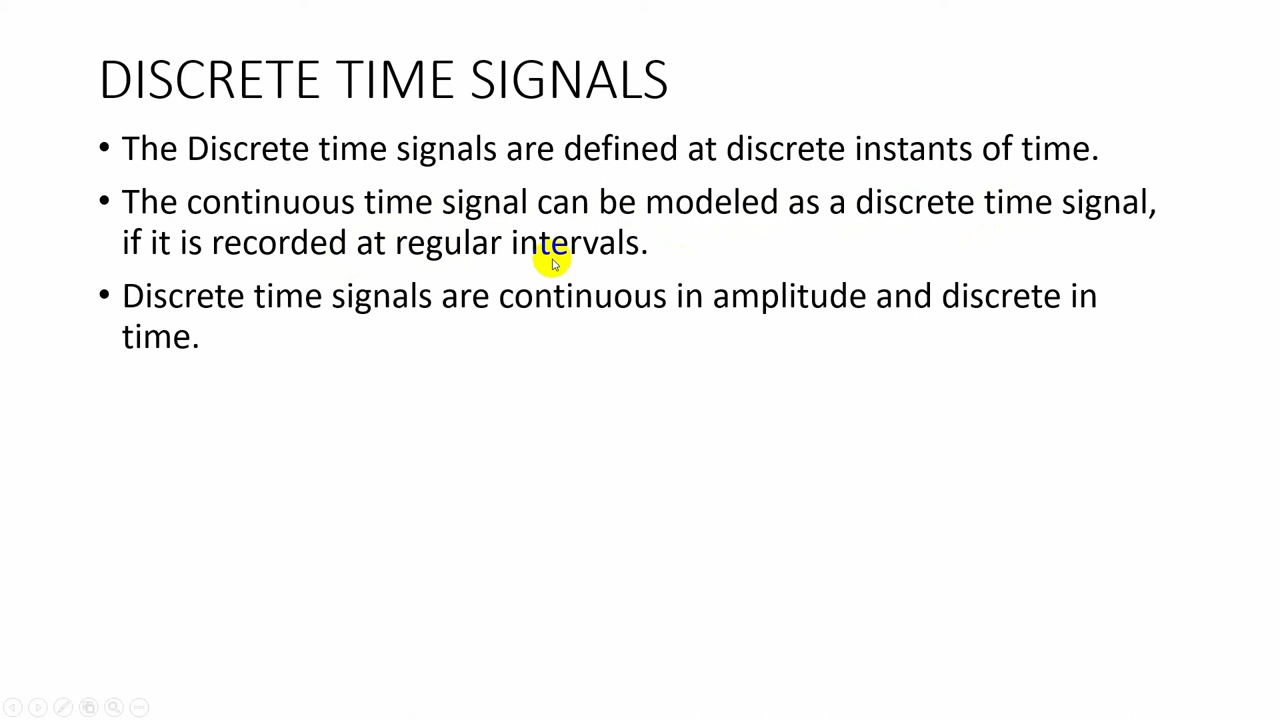 DISCRETE TIME SIGNALS
• The Discrete time signals are defined at discrete instants of time.
• The continuous time signal can be modeled as a discrete time signal,
if it is recorded at regular intervals.
• Discrete time signals are continuous in amplitude and discrete in
time.